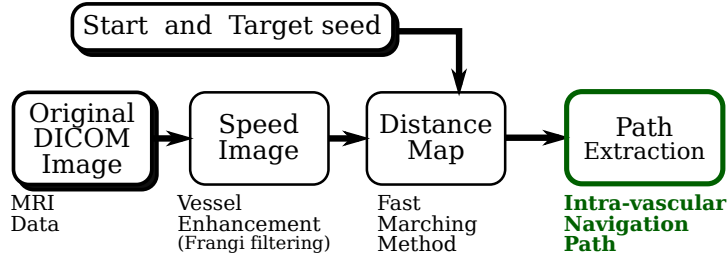 Start and Target seed
Original
DICOM
Image
Speed
Image
Distance
Map
Path
Extraction
MRI
Data
Vessel
Enhancement
(Frangi filtering)
Fast
Marching
Method
Intra-vascular
Navigation
Path